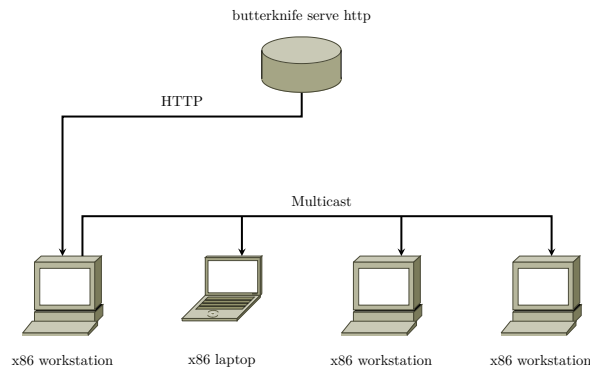 butterknife serve http
HTTP
Multicast
x86 workstation
x86 laptop
x86 workstation
x86 workstation